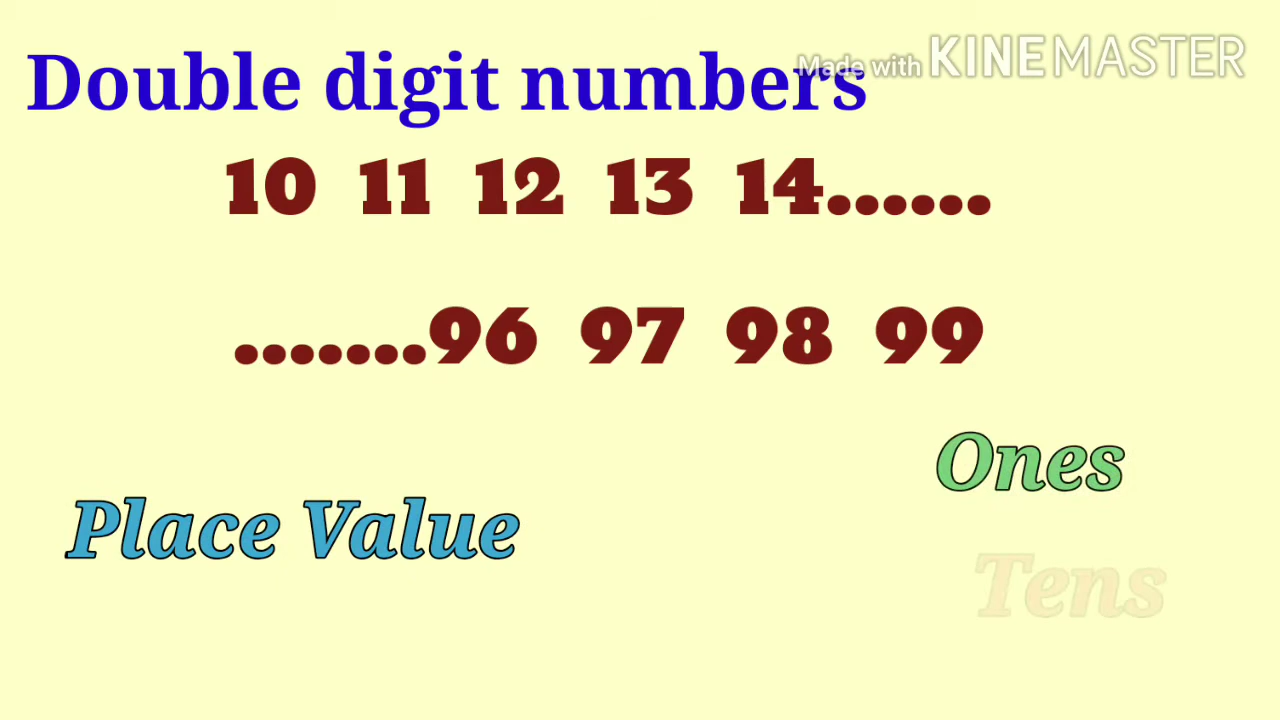 Double digit numbers
Made with KINEMASTER
10 11 12 13 14......
.......96 97 98 99
Ones
Place Value
Tens